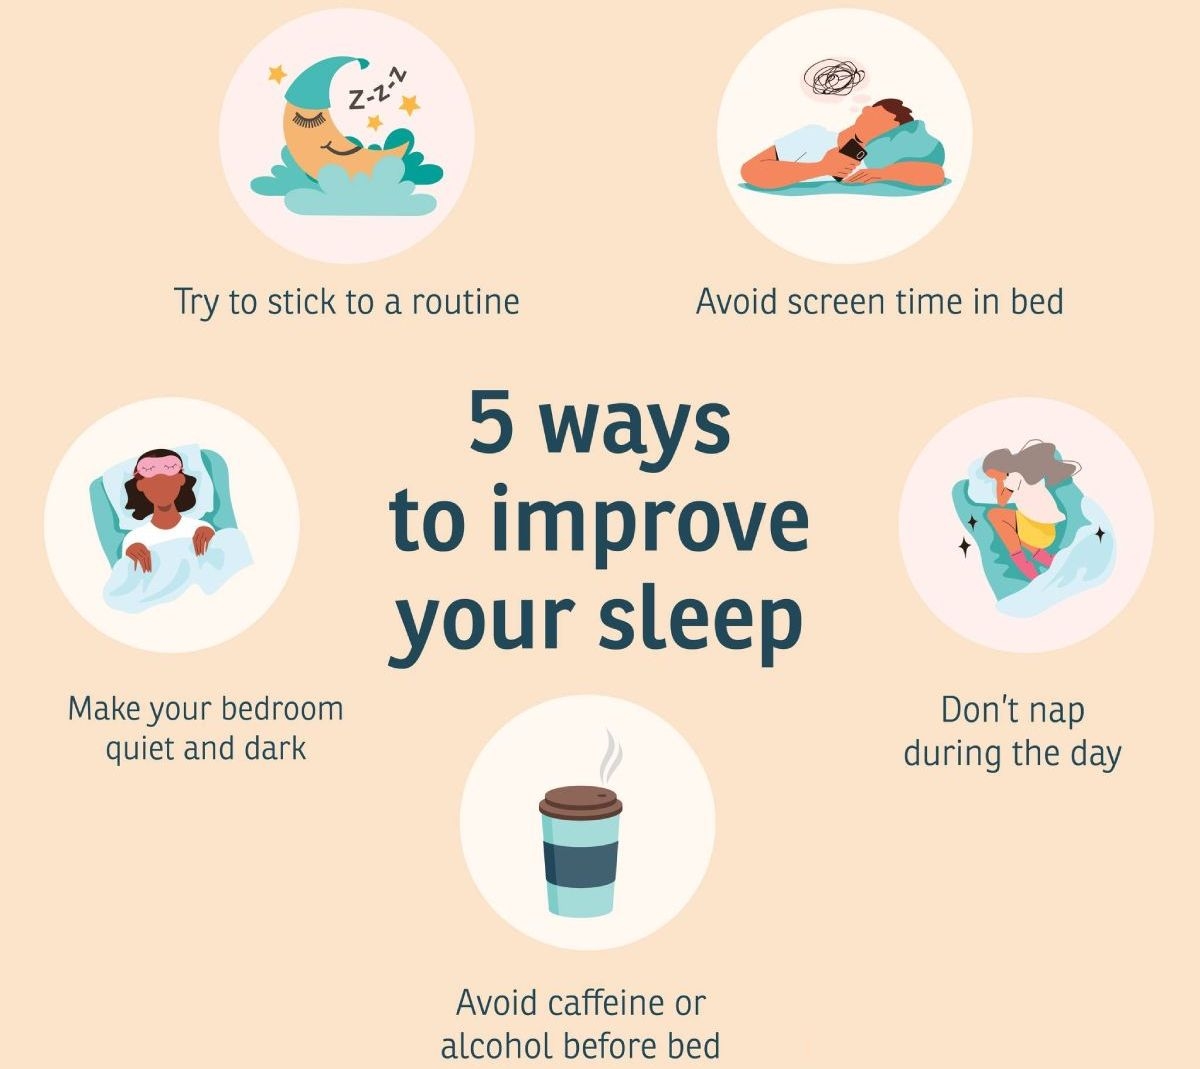 Z-Z-Z
Try to stick to a routine
Avoid screen time in bed
5 ways
to improve
your sleep
Make your bedroom
quiet and dark
Don't nap
during the day
Avoid caffeine or
alcohol before bed